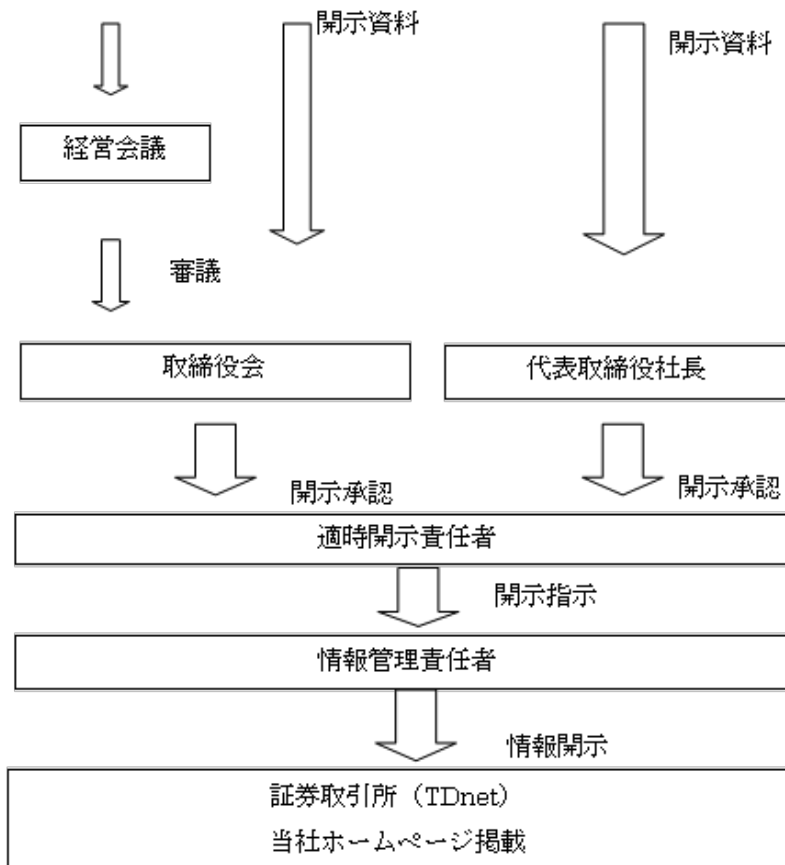 開示資料
開示資料
経営会議
審議
取締役会
代表取締役社長
開示承認
開示承認
適時開示責任者
開示指示
情報管理責任者
情報開示
証券取引所（TDnet）
当社ホームページ掲載